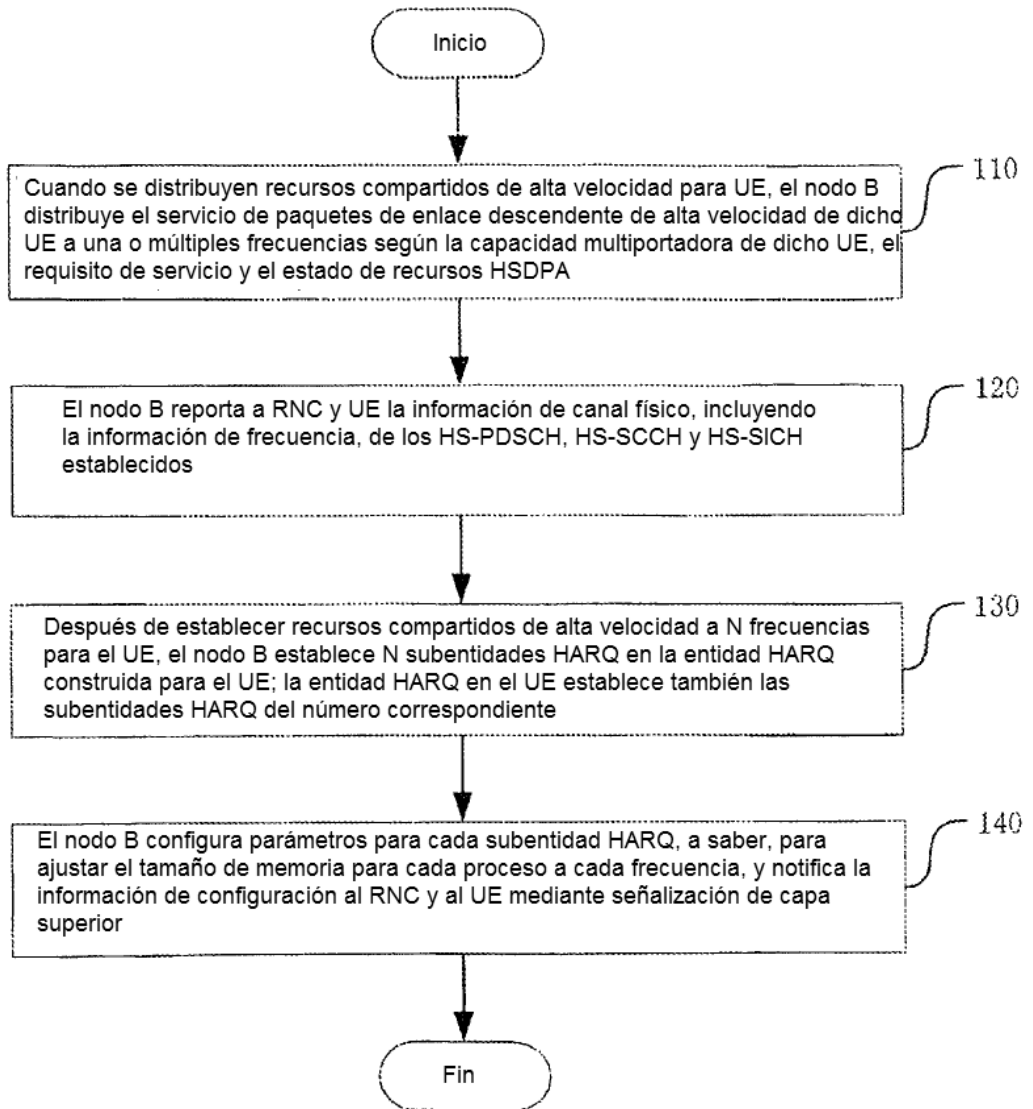 Inicio
110
Cuando se distribuyen recursos compartidos de alta velocidad para UE, el nodo B
distribuye el servicio de paquetes de enlace descendente de alta velocidad de dicho
UE a una o múltiples frecuencias según la capacidad multiportadora de dicho UE, el
requisito de servicio y el estado de recursos HSDPA
120
El nodo B reporta a RNC y UE la información de canal físico, incluyendo
la información de frecuencia, de los HS-PDSCH, HS-SCCH y HS-SICH
establecidos
130
Después de establecer recursos compartidos de alta velocidad a N frecuencias
para el UE, el nodo B establece N subentidades HARQ en la entidad HARQ
construida para el UE; la entidad HARQ en el UE establece también las
subentidades HARQ del número correspondiente
140
El nodo B configura parámetros para cada subentidad HARQ, a saber, para
ajustar el tamaño de memoria para cada proceso a cada frecuencia, y notifica la
información de configuración al RNC y al UE mediante señalización de capa
superior
Fin